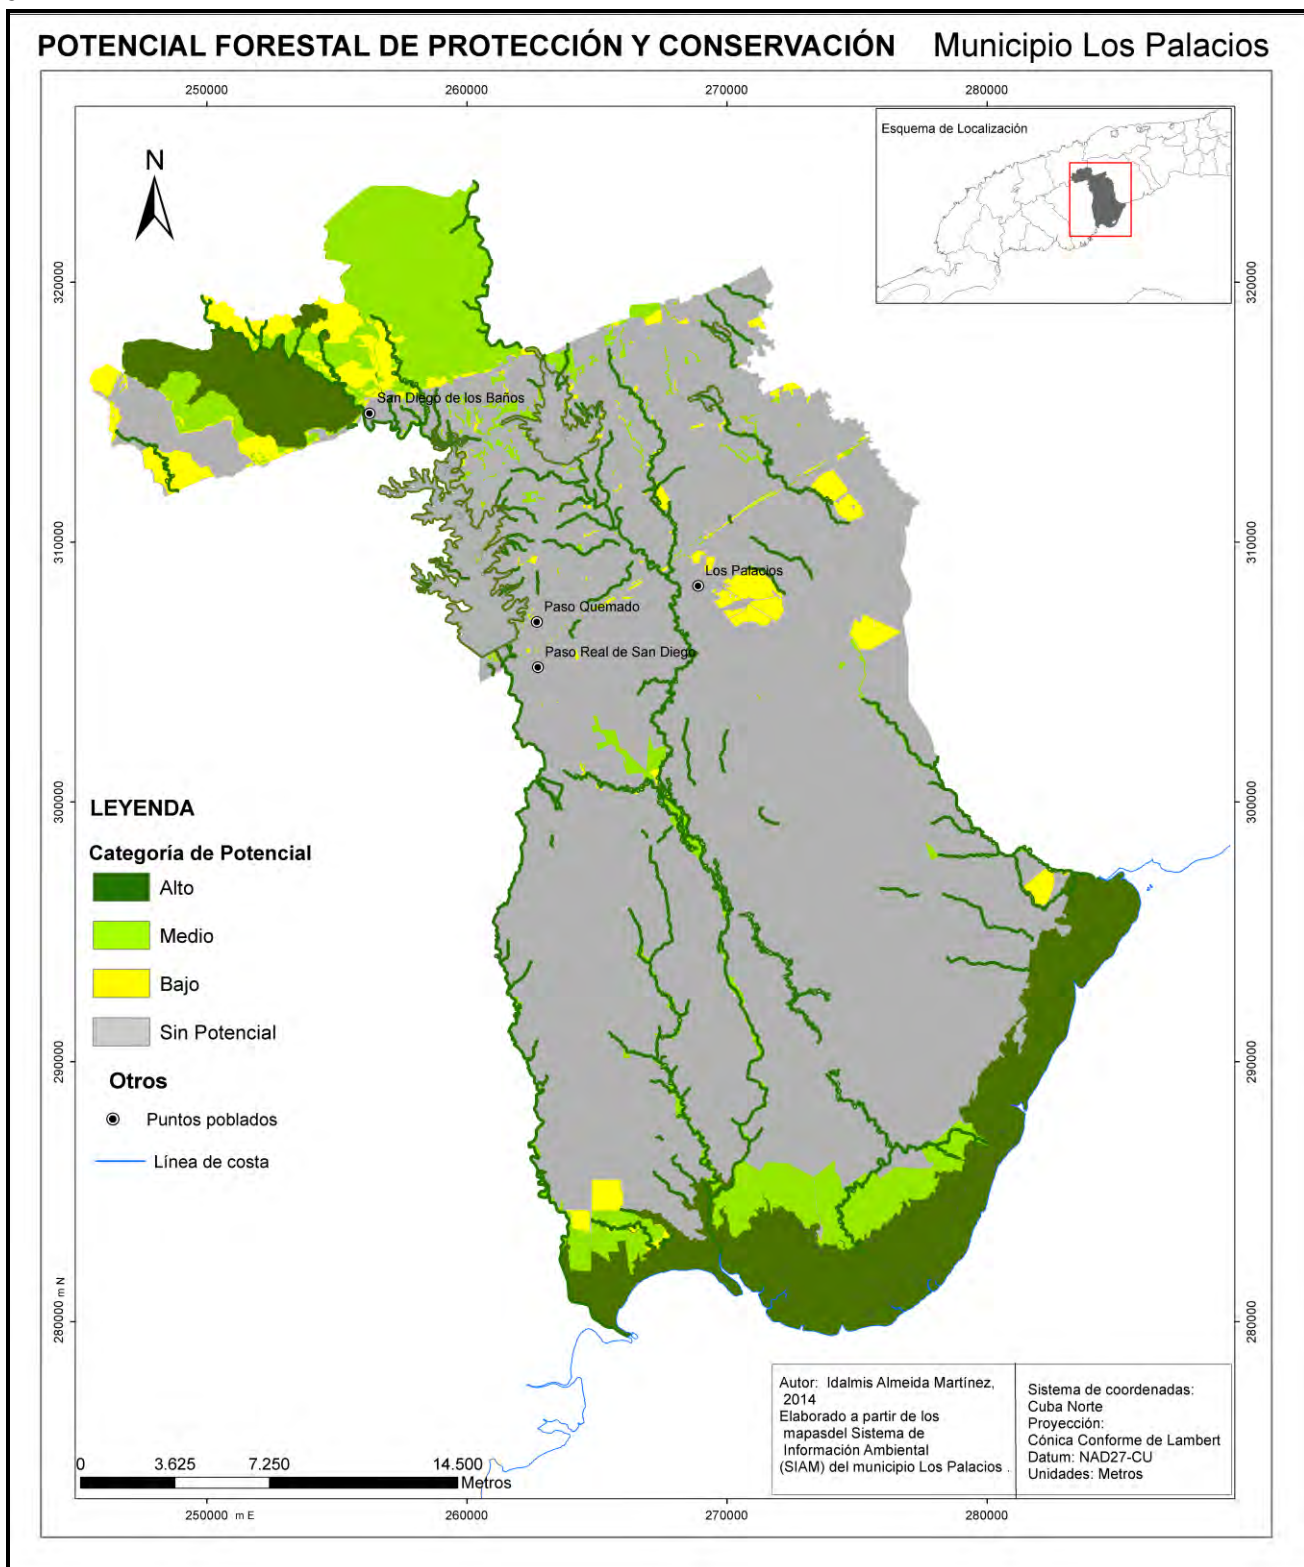 POTENCIAL FORESTAL DE PROTECCIÓN Y CONSERVACIÓN Municipio Los Palacios
250000 260000 270000 280000
Esquema de Localización
N
320000 320000
San Diego de los Baños
310000 310000
Los Palacios
Paso Quemado
Paso Real de San Diego
300000 300000
LEYENDA
Categoría de Potencial
Alto
Medio
Bajo
Sin Potencial
290000 290000
Otros
Puntos poblados
Línea de costa
280000 m N 280000
Autor: Idalmis Almeida Martínez,
2014
Elaborado a partir de los
mapasdel Sistema de
Información Ambiental
(SIAM) del municipio Los Palacios .
Sistema de coordenadas:
Cuba Norte
Proyección:
Cónica Conforme de Lambert
Datum: NAD27-CU
Unidades: Metros
0 3.625 7.250 14.500
Metros
250000 m E 260000 270000 280000